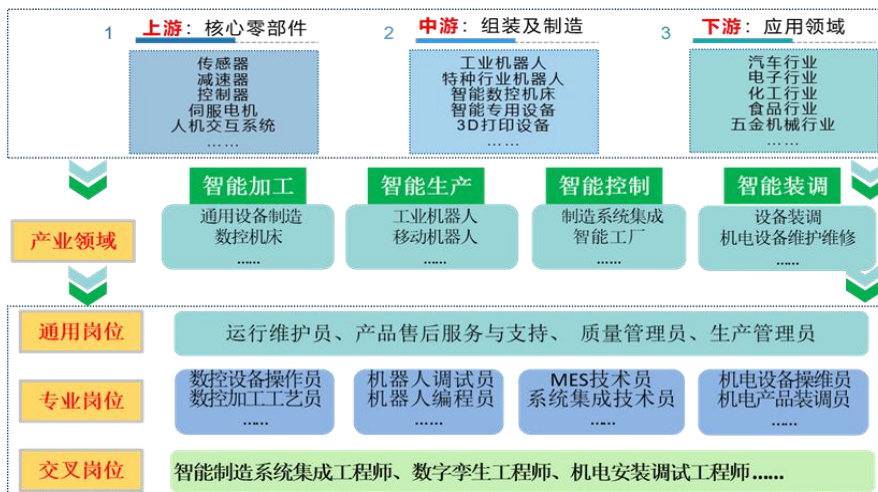 1 上游：核心零部件
传感器
减速器
控制器
伺服电机
人机交互系统
……
2 中游：组装及制造
工业机器人
特种行业机器人
智能数控机床
智能专用设备
3D打印设备
……
3 下游：应用领域
汽车行业
电子行业
化工行业
食品行业
五金机械行业
……
产业领域
智能加工
通用设备制造
数控机床
……
智能生产
工业机器人
移动机器人
……
智能控制
制造系统集成
智能工厂
……
智能装调
设备装调
机电设备维护维修
……
通用岗位
运行维护员、产品售后服务与支持、 质量管理员、生产管理员
专业岗位
数控设备操作员
数控加工工艺员
……
机器人调试员
机器人编程员
……
MES技术员
系统集成技术员
……
机电设备操维员
机电产品装调员
……
交叉岗位
智能制造系统集成工程师、数字孪生工程师、机电安装调试工程师……